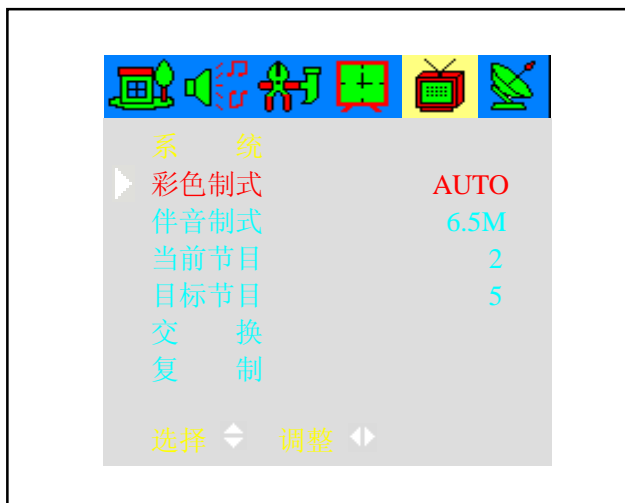 系 统
彩色制式 AUTO
伴音制式 6.5M
当前节目 2
目标节目 5
交 换
复 制
选择 调整